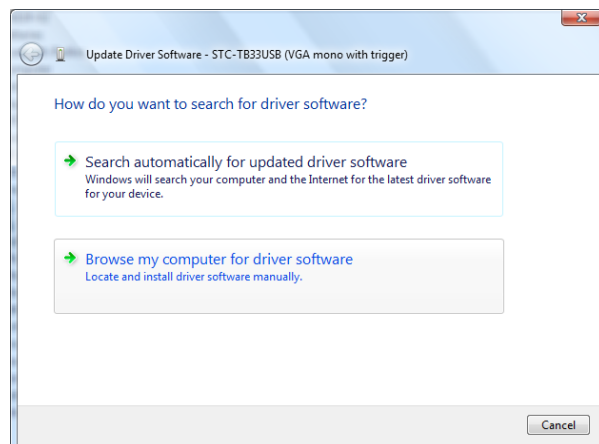 Update Driver Software - STC-TB33USB (VGA mono with trigger)
How do you want to search for driver software?
Search automatically for updated driver software
Windows will search your computer and the Internet for the latest driver software
for your device.
Browse my computer for driver software
Locate and install driver software manually.
Cancel